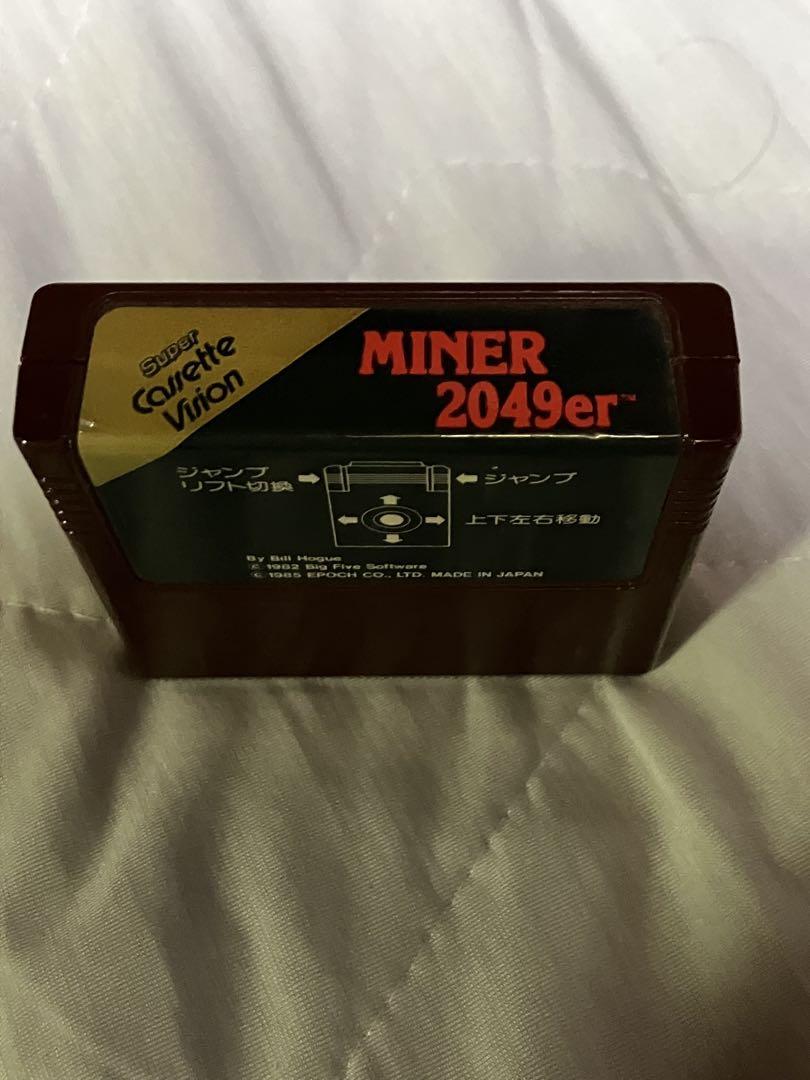 Super
Cassette
Vision
MINER
2049er™
ジャンプ
リフト切換
ジャンプ
上下左右移動
By Bill Hogue
© 1982 Big Five Software
© 1985 EPOCH CO., LTD. MADE IN JAPAN